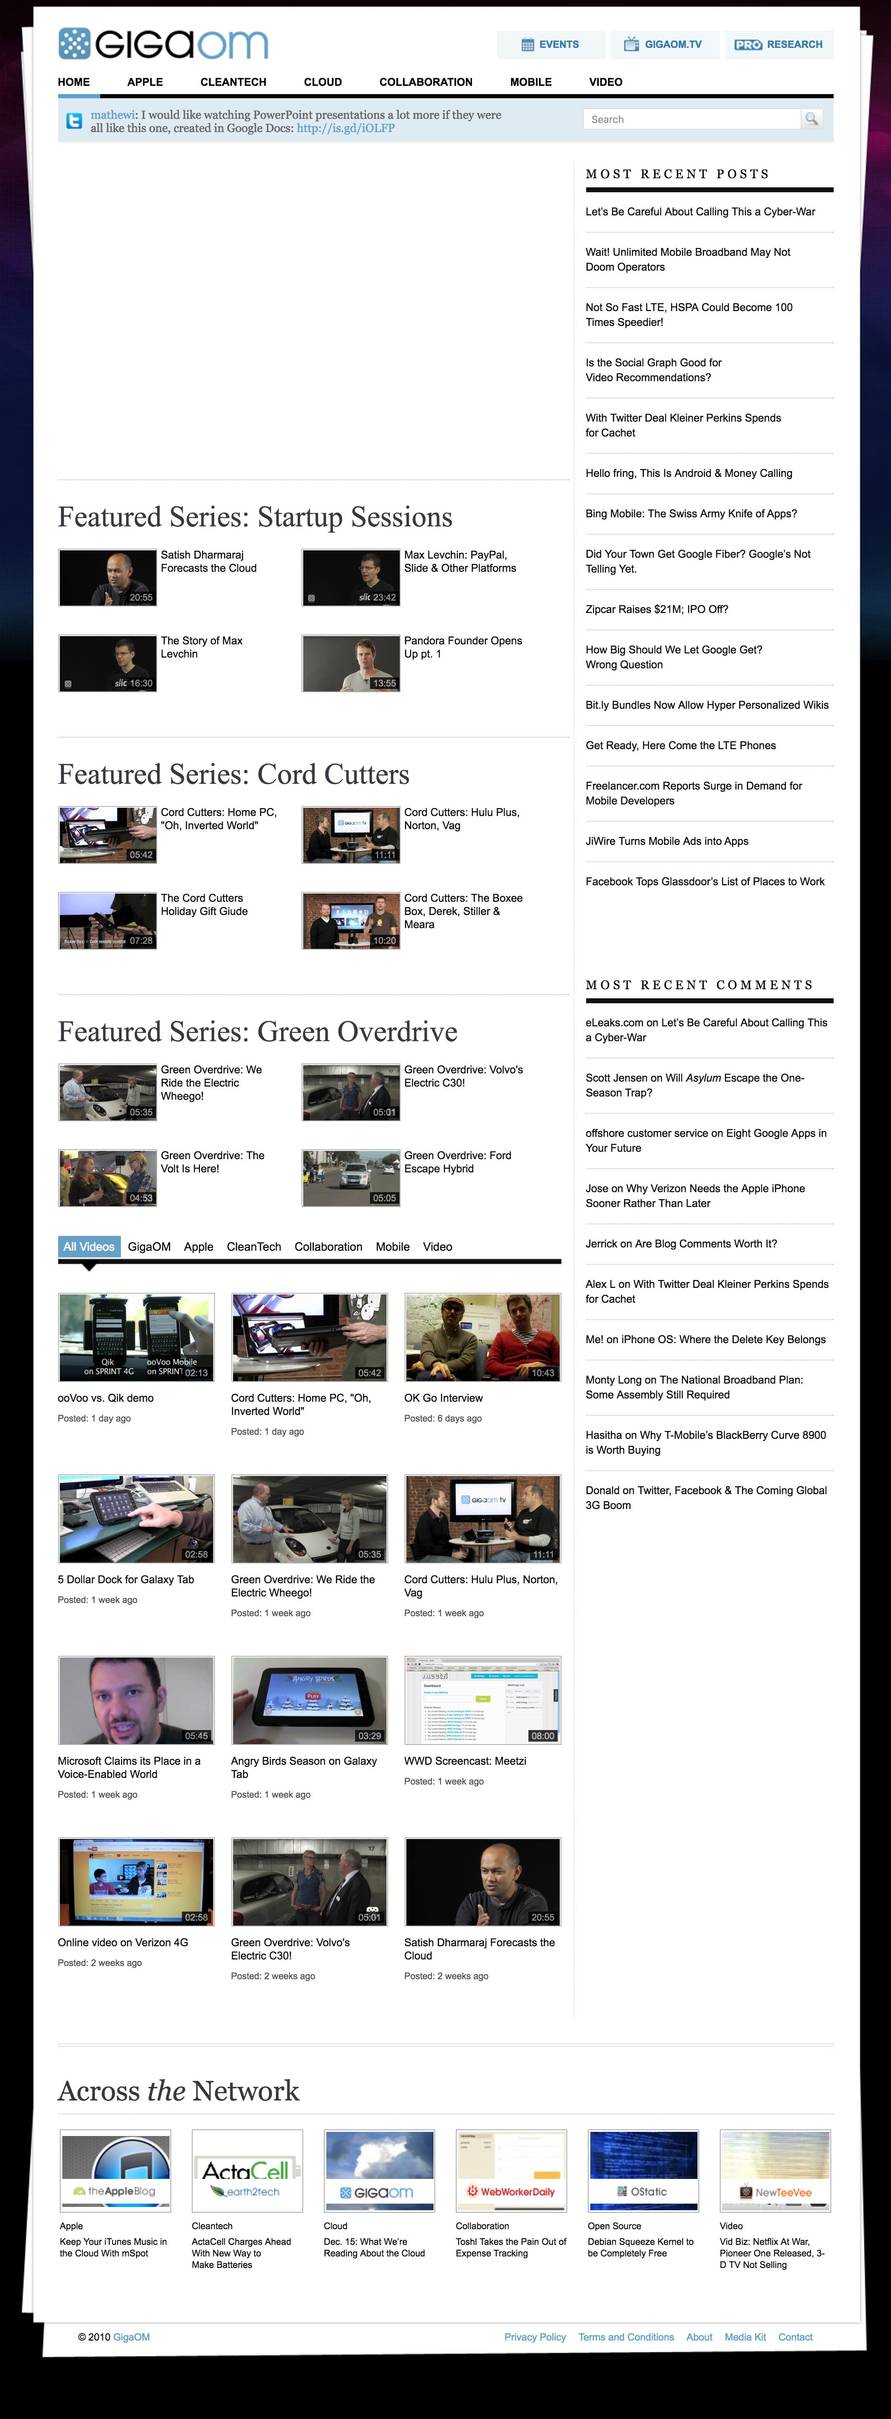 GIGAOM
EVENTS
GIGAOM.TV
PRO RESEARCH
HOME
APPLE
CLEANTECH
CLOUD
COLLABORATION
MOBILE
VIDEO
mathewi: I would like watching PowerPoint presentations a lot more if they were
all like this one, created in Google Docs: http://is.gd/iOLFP
Search
Featured Series: Startup Sessions
20:55
Satish Dharmaraj
Forecasts the Cloud
slic 23:42
Max Levchin: PayPal,
Slide & Other Platforms
slic 16:30
The Story of Max
Levchin
13:55
Pandora Founder Opens
Up pt. 1
Featured Series: Cord Cutters
05:42
Cord Cutters: Home PC,
"Oh, Inverted World"
11:11
Cord Cutters: Hulu Plus,
Norton, Vag
07:28
The Cord Cutters
Holiday Gift Giude
10:20
Cord Cutters: The Boxee
Box, Derek, Stiller &
Meara
Featured Series: Green Overdrive
05:35
Green Overdrive: We
Ride the Electric
Wheego!
05:01
Green Overdrive: Volvo's
Electric C30!
04:53
Green Overdrive: The
Volt Is Here!
05:05
Green Overdrive: Ford
Escape Hybrid
All Videos
GigaOM
Apple
CleanTech
Collaboration
Mobile
Video
Qik
on SPRINT 4G
ooVoo Mobile
on SPRINT
02:13
ooVoo vs. Qik demo
Posted: 1 day ago
05:42
Cord Cutters: Home PC, "Oh,
Inverted World"
Posted: 1 day ago
10:43
OK Go Interview
Posted: 6 days ago
02:58
5 Dollar Dock for Galaxy Tab
Posted: 1 week ago
05:35
Green Overdrive: We Ride the
Electric Wheego!
Posted: 1 week ago
GIGAOM TV
11:11
Cord Cutters: Hulu Plus, Norton,
Vag
Posted: 1 week ago
05:45
Microsoft Claims its Place in a
Voice-Enabled World
Posted: 1 week ago
ANGRY BIRDS
PLAY
03:29
Angry Birds Season on Galaxy
Tab
Posted: 1 week ago
meetzi
Dashboard
08:00
WWD Screencast: Meetzi
Posted: 1 week ago
02:58
Online video on Verizon 4G
Posted: 2 weeks ago
17
05:01
Green Overdrive: Volvo's
Electric C30!
Posted: 2 weeks ago
20:55
Satish Dharmaraj Forecasts the
Cloud
Posted: 2 weeks ago
MOST RECENT POSTS
Let's Be Careful About Calling This a Cyber-War
Wait! Unlimited Mobile Broadband May Not
Doom Operators
Not So Fast LTE, HSPA Could Become 100
Times Speedier!
Is the Social Graph Good for
Video Recommendations?
With Twitter Deal Kleiner Perkins Spends
for Cachet
Hello fring, This Is Android & Money Calling
Bing Mobile: The Swiss Army Knife of Apps?
Did Your Town Get Google Fiber? Google's Not
Telling Yet.
Zipcar Raises $21M; IPO Off?
How Big Should We Let Google Get?
Wrong Question
Bit.ly Bundles Now Allow Hyper Personalized Wikis
Get Ready, Here Come the LTE Phones
Freelancer.com Reports Surge in Demand for
Mobile Developers
JiWire Turns Mobile Ads into Apps
Facebook Tops Glassdoor's List of Places to Work
MOST RECENT COMMENTS
eLeaks.com on Let's Be Careful About Calling This
a Cyber-War
Scott Jensen on Will Asylum Escape the One-
Season Trap?
offshore customer service on Eight Google Apps in
Your Future
Jose on Why Verizon Needs the Apple iPhone
Sooner Rather Than Later
Jerrick on Are Blog Comments Worth It?
Alex L on With Twitter Deal Kleiner Perkins Spends
for Cachet
Me! on iPhone OS: Where the Delete Key Belongs
Monty Long on The National Broadband Plan:
Some Assembly Still Required
Hasitha on Why T-Mobile's BlackBerry Curve 8900
is Worth Buying
Donald on Twitter, Facebook & The Coming Global
3G Boom
Across the Network
theAppleBlog
Apple
Keep Your iTunes Music in
the Cloud With mSpot
ActaCell
earth2tech
Cleantech
ActaCell Charges Ahead
With New Way to
Make Batteries
GIGAOM
Cloud
Dec. 15: What We're
Reading About the Cloud
WebWorkerDaily
Collaboration
Toshl Takes the Pain Out of
Expense Tracking
OStatic
Open Source
Debian Squeeze Kernel to
be Completely Free
NewTeeVee
Video
Vid Biz: Netflix At War,
Pioneer One Released, 3-
D TV Not Selling
© 2010 GigaOM
Privacy Policy
Terms and Conditions
About
Media Kit
Contact